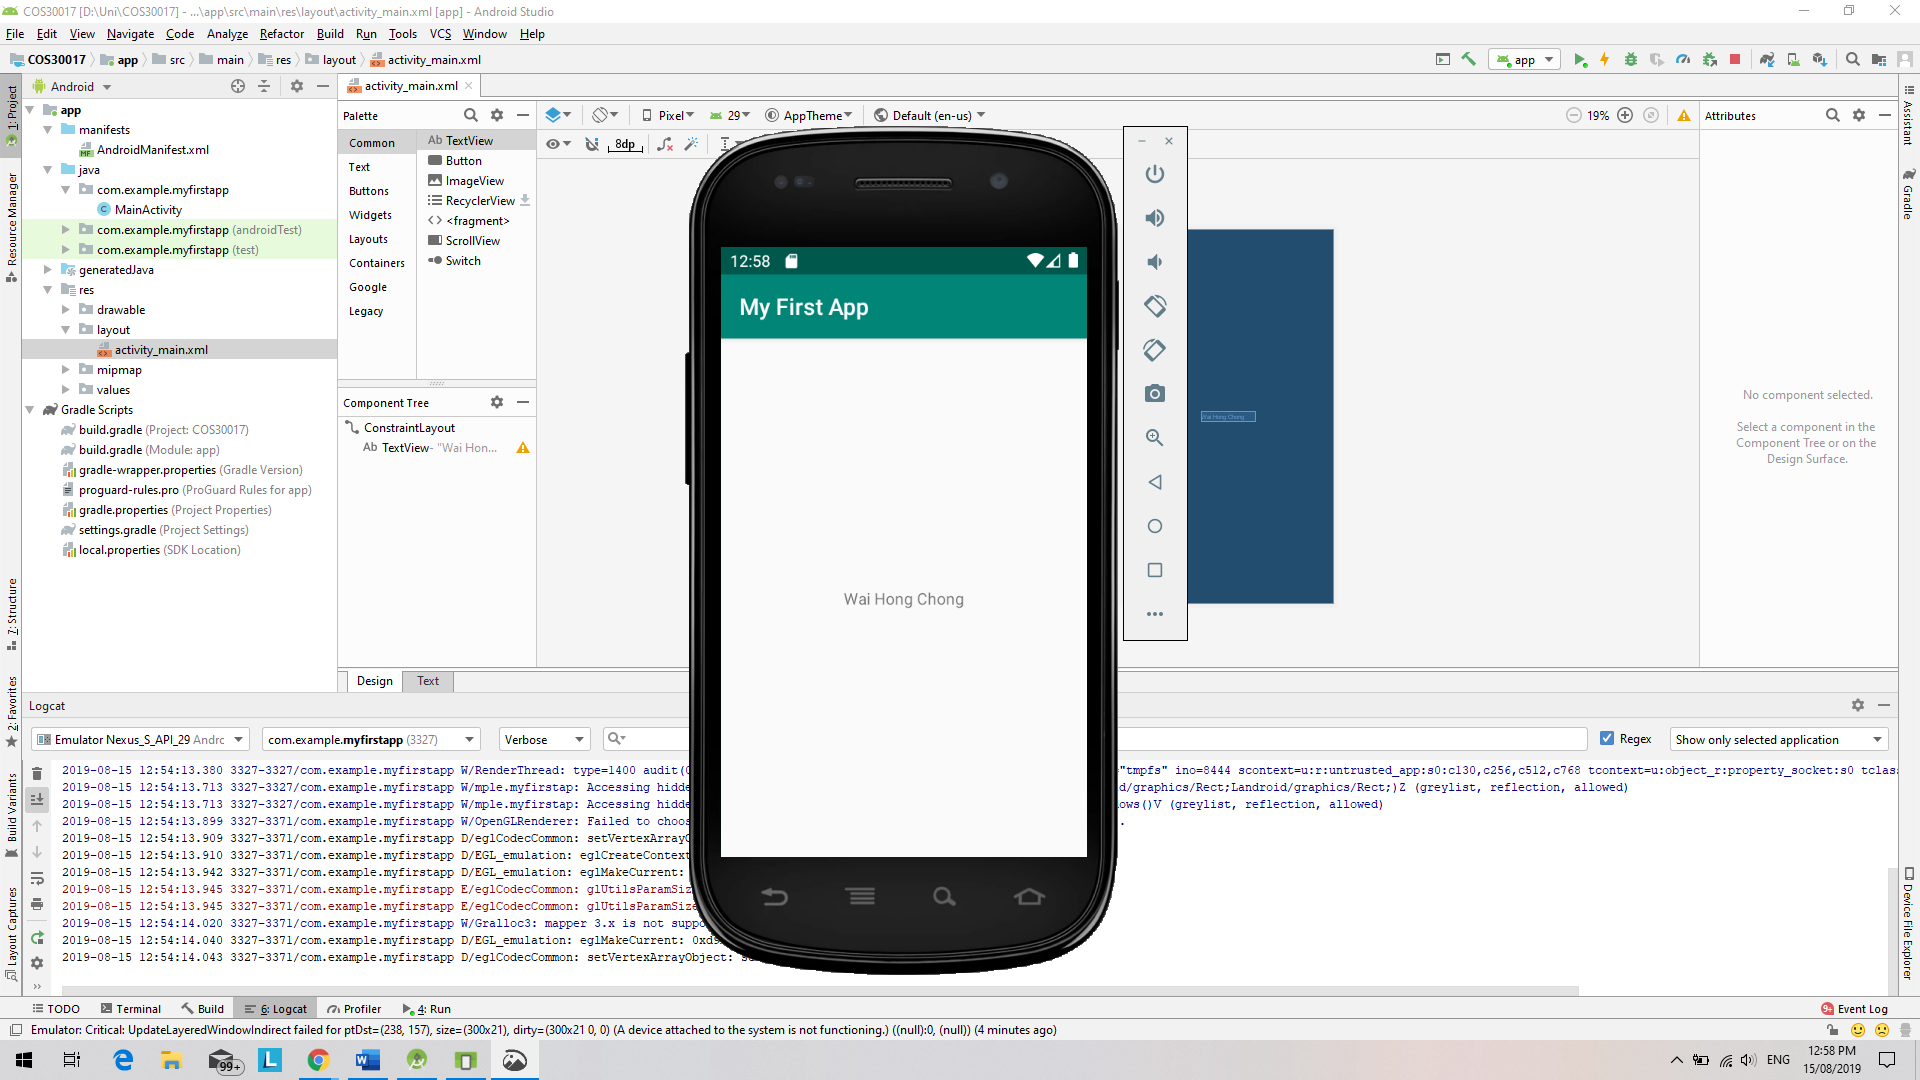 COS30017 [D:\Uni\COS30017] - ...\app\src\main\res\layout\activity_main.xml [app] - Android Studio
File Edit View Navigate Code Analyze Refactor Build Run Tools VCS Window Help
COS30017 app src main res layout activity_main.xml
app
Android
activity_main.xml
1: Project
Resource Manager
7: Structure
2: Favorites
Build Variants
Layout Captures
app
manifests
AndroidManifest.xml
java
com.example.myfirstapp
MainActivity
com.example.myfirstapp (androidTest)
com.example.myfirstapp (test)
generatedJava
res
drawable
layout
activity_main.xml
mipmap
values
Gradle Scripts
build.gradle (Project: COS30017)
build.gradle (Module: app)
gradle-wrapper.properties (Gradle Version)
proguard-rules.pro (ProGuard Rules for app)
gradle.properties (Project Properties)
settings.gradle (Project Settings)
local.properties (SDK Location)
Palette
Common
Text
Buttons
Widgets
Layouts
Containers
Google
Legacy
Ab TextView
Button
ImageView
RecyclerView
<fragment>
ScrollView
Switch
Component Tree
ConstraintLayout
Ab TextView- "Wai Hon...
Pixel 29 AppTheme Default (en-us) 19%
8dp
12:58
My First App
Wai Hong Chong
Wai Hong Chong
Attributes
No component selected.
Select a component in the
Component Tree or on the
Design Surface.
Assistant
Gradle
Device File Explorer
Design Text
Logcat
Emulator Nexus_S_API_29 Andrc com.example.myfirstapp (3327) Verbose Regex Show only selected application
2019-08-15 12:54:13.380 3327-3327/com.example.myfirstapp W/RenderThread: type=1400 audit( ="tmpfs" ino=8444 scontext=u:r:untrusted_app:s0:c130,c256,c512,c768 tcontext=u:object_r:property_socket:s0 tclass
2019-08-15 12:54:13.713 3327-3327/com.example.myfirstapp W/mple.myfirstap: Accessing hidde d/graphics/Rect;Landroid/graphics/Rect;)Z (greylist, reflection, allowed)
2019-08-15 12:54:13.713 3327-3327/com.example.myfirstapp W/mple.myfirstap: Accessing hidde lows()V (greylist, reflection, allowed)
2019-08-15 12:54:13.899 3327-3371/com.example.myfirstapp W/OpenGLRenderer: Failed to choos .
2019-08-15 12:54:13.909 3327-3371/com.example.myfirstapp D/eglCodecCommon: setVertexArrayO
2019-08-15 12:54:13.910 3327-3371/com.example.myfirstapp D/EGL_emulation: eglCreateContext
2019-08-15 12:54:13.942 3327-3371/com.example.myfirstapp D/EGL_emulation: eglMakeCurrent:
2019-08-15 12:54:13.945 3327-3371/com.example.myfirstapp E/eglCodecCommon: glUtilsParamSiz
2019-08-15 12:54:13.945 3327-3371/com.example.myfirstapp E/eglCodecCommon: glUtilsParamSize
2019-08-15 12:54:14.020 3327-3371/com.example.myfirstapp W/Gralloc3: mapper 3.x is not suppo
2019-08-15 12:54:14.040 3327-3371/com.example.myfirstapp D/EGL_emulation: eglMakeCurrent: 0xd9
2019-08-15 12:54:14.043 3327-3371/com.example.myfirstapp D/eglCodecCommon: setVertexArrayObject:
TODO Terminal Build 6: Logcat Profiler 4: Run 9+ Event Log
Emulator: Critical: UpdateLayeredWindowIndirect failed for ptDst=(238, 157), size=(300x21), dirty=(300x21 0, 0) (A device attached to the system is not functioning.) ((null):0, (null)) (4 minutes ago)
99+
ENG
12:58 PM
15/08/2019